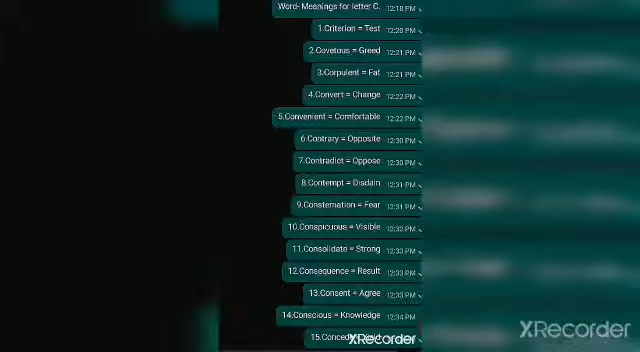 Word- Meanings for letter C. 12:18 PM
1.Criterion = Test 12:20 PM
2.Covetous = Greed 12:21 PM
3.Corpulent = Fat 12:21 PM
4.Convert = Change 12:22 PM
5.Convenient = Comfortable 12:22 PM
6.Contrary = Opposite 12:30 PM
7.Contradict = Oppose 12:30 PM
8.Contempt = Disdain 12:31 PM
9.Consternation = Fear 12:31 PM
10.Conspicuous = Visible 12:32 PM
11.Consolidate = Strong 12:33 PM
12.Consequence = Result 12:33 PM
13.Consent = Agree 12:33 PM
14.Conscious = Knowledge 12:34 PM
15.Concede
XRecorder
XRecorder